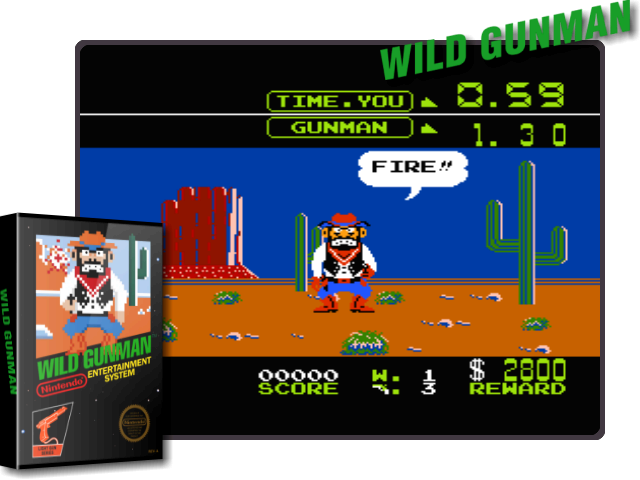 WILD GUNMAN
TIME.YOU 0.59
GUNMAN 1.30
FIRE!!
00000 W: 1/3 $ 2800
SCORE REWARD
WILD GUNMAN
WILD GUNMAN
Nintendo
ENTERTAINMENT
SYSTEM